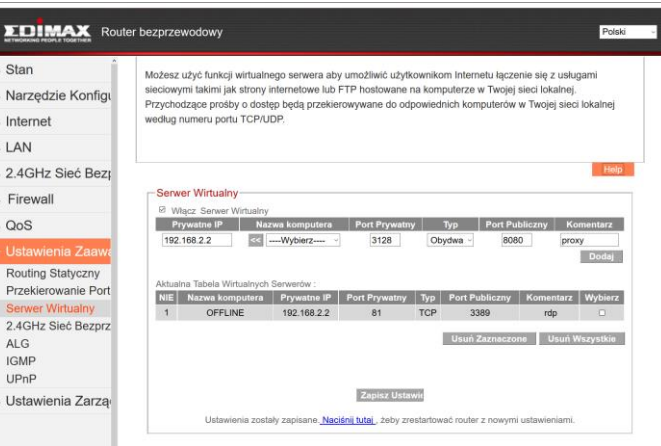 EDIMAX Router bezprzewodowy
NETWORKING PEOPLE TOGETHER
Polski
Stan
Narzędzie Konfigu
Internet
LAN
2.4GHz Sieć Bezp
Firewall
QoS
Ustawienia Zaawa
Routing Statyczny
Przekierowanie Port
Serwer Wirtualny
2.4GHz Sieć Bezprz
ALG
IGMP
UPnP
Ustawienia Zarzą
Możesz użyć funkcji wirtualnego serwera aby umożliwić użytkownikom Internetu łączenie się z usługami
sieciowymi takimi jak strony internetowe lub FTP hostowane na komputerze w Twojej sieci lokalnej.
Przychodzące prośby o dostęp będą przekierowywane do odpowiednich komputerów w Twojej sieci lokalnej
według numeru portu TCP/UDP.
Help
Serwer Wirtualny
Włącz Serwer Wirtualny
Prywatne IP Nazwa komputera Port Prywatny Typ Port Publiczny Komentarz
192.168.2.2 << ----Wybierz---- 3128 Obydwa 8080 proxy
Dodaj
Aktualna Tabela Wirtualnych Serwerów :
NIE Nazwa komputera Prywatne IP Port Prywatny Typ Port Publiczny Komentarz Wybierz
1 OFFLINE 192.168.2.2 81 TCP 3389 rdp
Usuń Zaznaczone Usuń Wszystkie
Zapisz Ustawie
Ustawienia zostały zapisane. Naciśnij tutaj , żeby zrestartować router z nowymi ustawieniami.